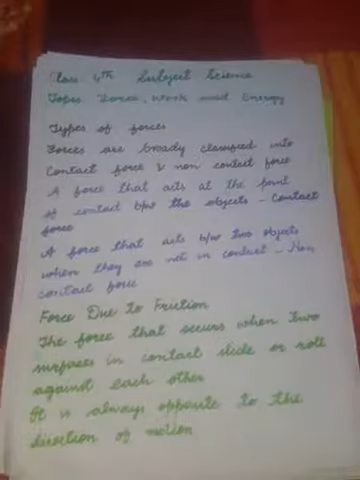 Class 4th Subject Science
Topic Force, Work and Energy
Types of forces
Forces are broadly classified into
Contact force & non contact force
A force that acts at the point
of contact b/w the objects - Contact
force
A force that acts b/w two objects
when they are not in contact - Non
contact force
Force Due to Friction
The force that occurs when two
surfaces in contact slide or roll
against each other
It is always opposite to the
direction of motion